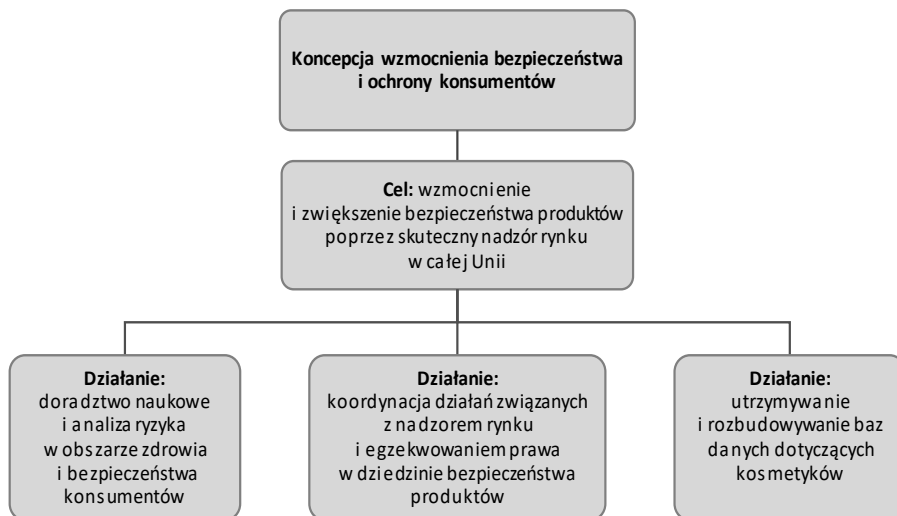 Koncepcja wzmocnienia bezpieczeństwa
i ochrony konsumentów
Cel: wzmocnienie
i zwiększenie bezpieczeństwa produktów
poprzez skuteczny nadzór rynku
w całej Unii
Działanie:
doradztwo naukowe
i analiza ryzyka
w obszarze zdrowia
i bezpieczeństwa
konsumentów
Działanie:
koordynacja działań związanych
z nadzorem rynku
i egzekwowaniem prawa
w dziedzinie bezpieczeństwa
produktów
Działanie:
utrzymywanie
i rozbudowywanie baz
danych dotyczących
kosmetyków